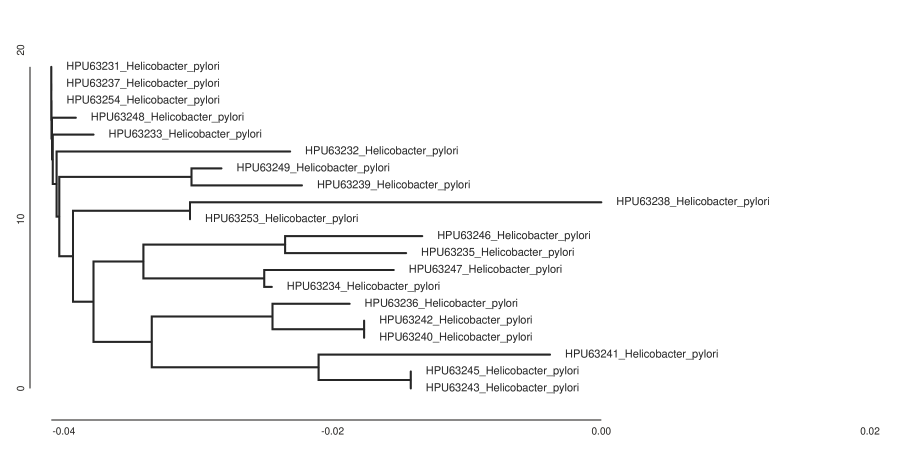 20
HPU63231_Helicobacter_pylori
HPU63237_Helicobacter_pylori
HPU63254_Helicobacter_pylori
HPU63248_Helicobacter_pylori
HPU63233_Helicobacter_pylori
HPU63232_Helicobacter_pylori
HPU63249_Helicobacter_pylori
HPU63239_Helicobacter_pylori
HPU63238_Helicobacter_pylori
10
HPU63253_Helicobacter_pylori
HPU63246_Helicobacter_pylori
HPU63235_Helicobacter_pylori
HPU63247_Helicobacter_pylori
HPU63234_Helicobacter_pylori
HPU63236_Helicobacter_pylori
HPU63242_Helicobacter_pylori
HPU63240_Helicobacter_pylori
HPU63241_Helicobacter_pylori
HPU63245_Helicobacter_pylori
0
HPU63243_Helicobacter_pylori
-0.04 -0.02 0.00 0.02